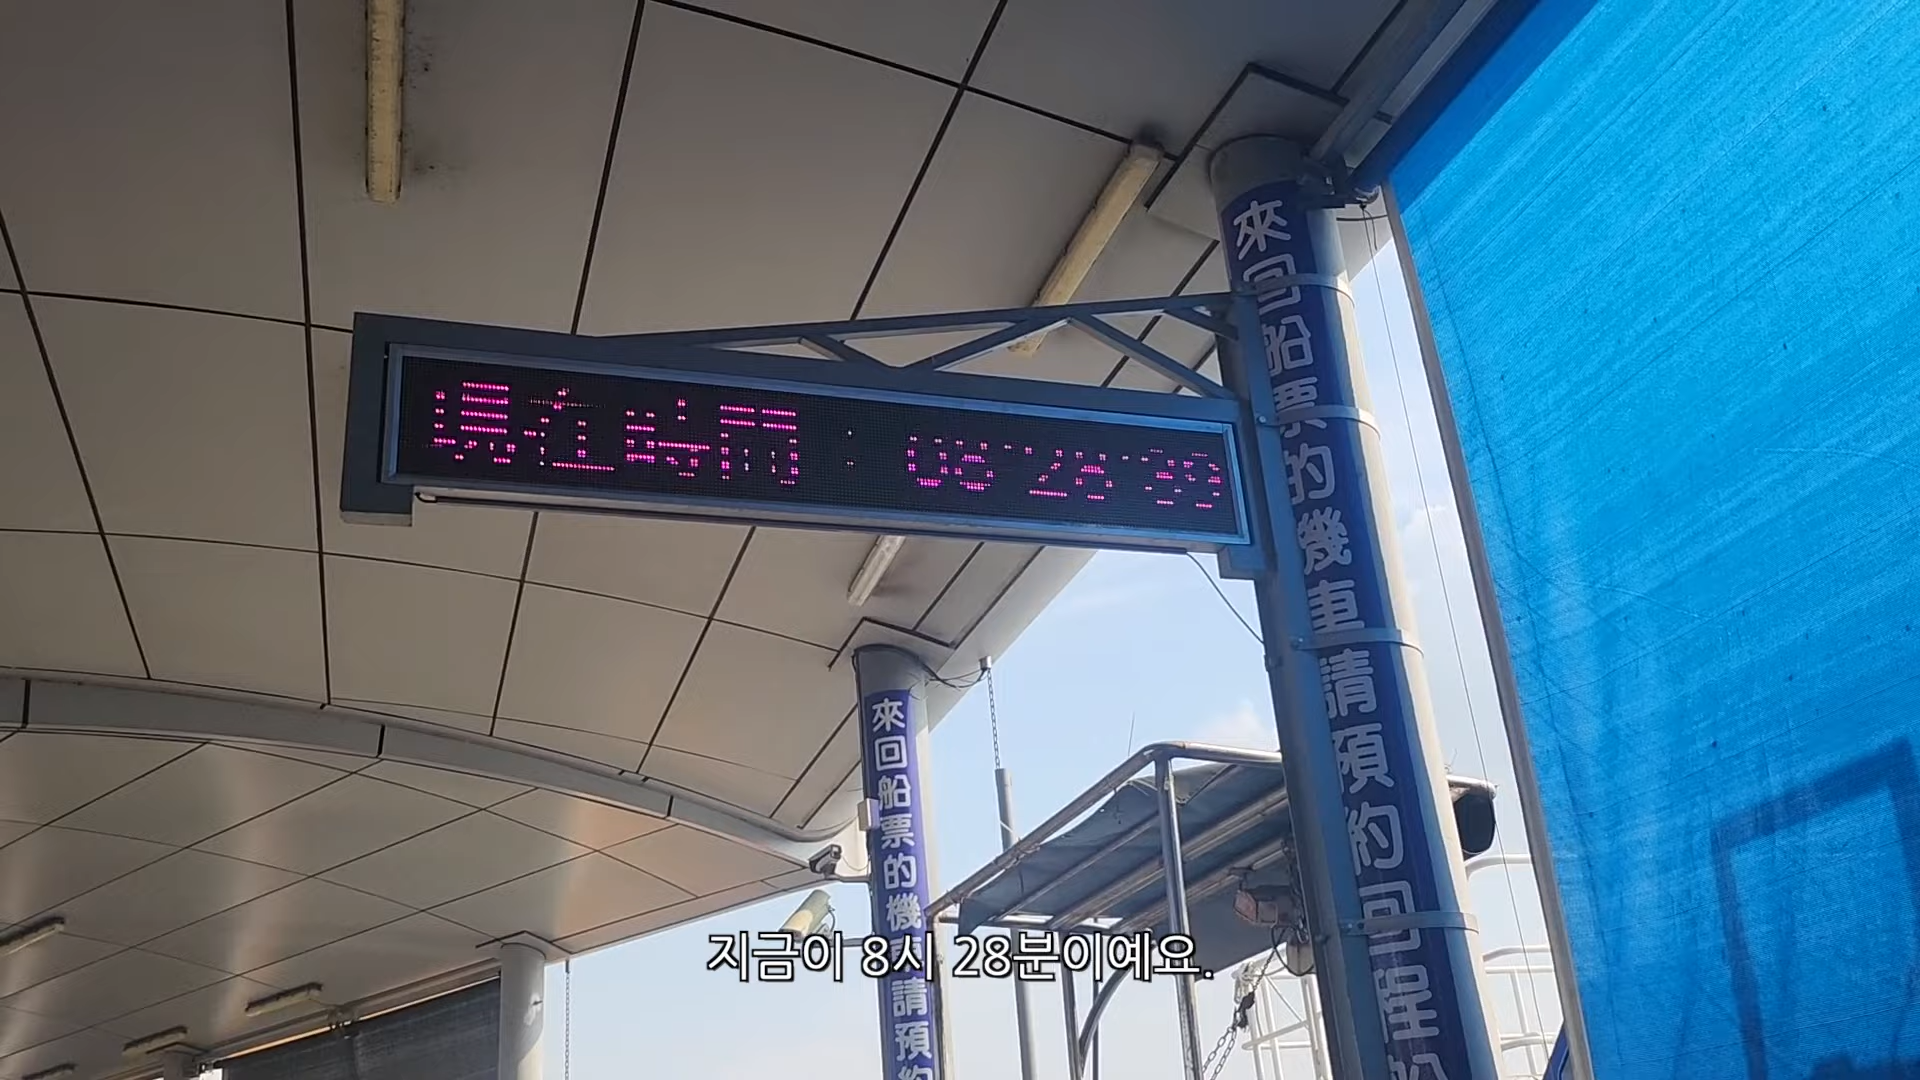 現在時間：08:28:39
來回船票的機車請預約回程
來回船票的機車請預約
지금이 8시 28분이예요.